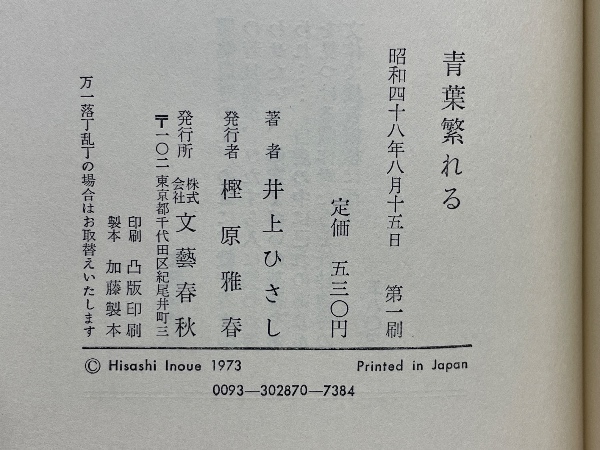 青葉繁れる
昭和四十八年八月十五日　第一刷
定価　五三〇円
著者　井上ひさし
発行者　樫原雅春
発行所　株式会社　文藝春秋
〒一〇二　東京都千代田区紀尾井町三
印刷　凸版印刷
製本　加藤製本
万一落丁乱丁の場合はお取替えいたします
© Hisashi Inoue 1973　Printed in Japan
0093—302870—7384